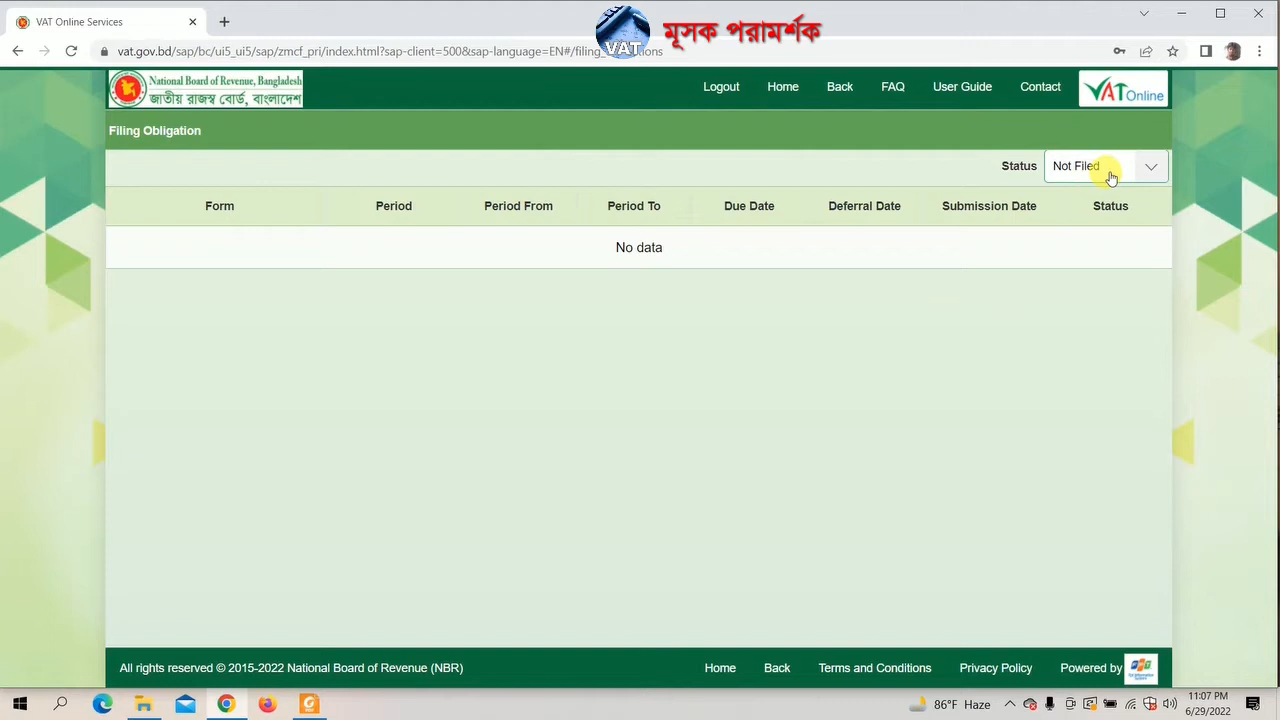 VAT Online Services
vat.gov.bd/sap/bc/ui5_ui5/sap/zmcf_pri/index.html?sap-client=500&sap-language=EN#/filing_
ons
VAT
মূসক পরামর্শক
National Board of Revenue, Bangladesh
জাতীয় রাজস্ব বোর্ড, বাংলাদেশ
Logout Home Back FAQ User Guide Contact
VAT Online
Filing Obligation
Status Not Filed
Form Period Period From Period To Due Date Deferral Date Submission Date Status
No data
All rights reserved © 2015-2022 National Board of Revenue (NBR)
Home Back Terms and Conditions Privacy Policy Powered by
86°F Haze
11:07 PM
6/29/2022